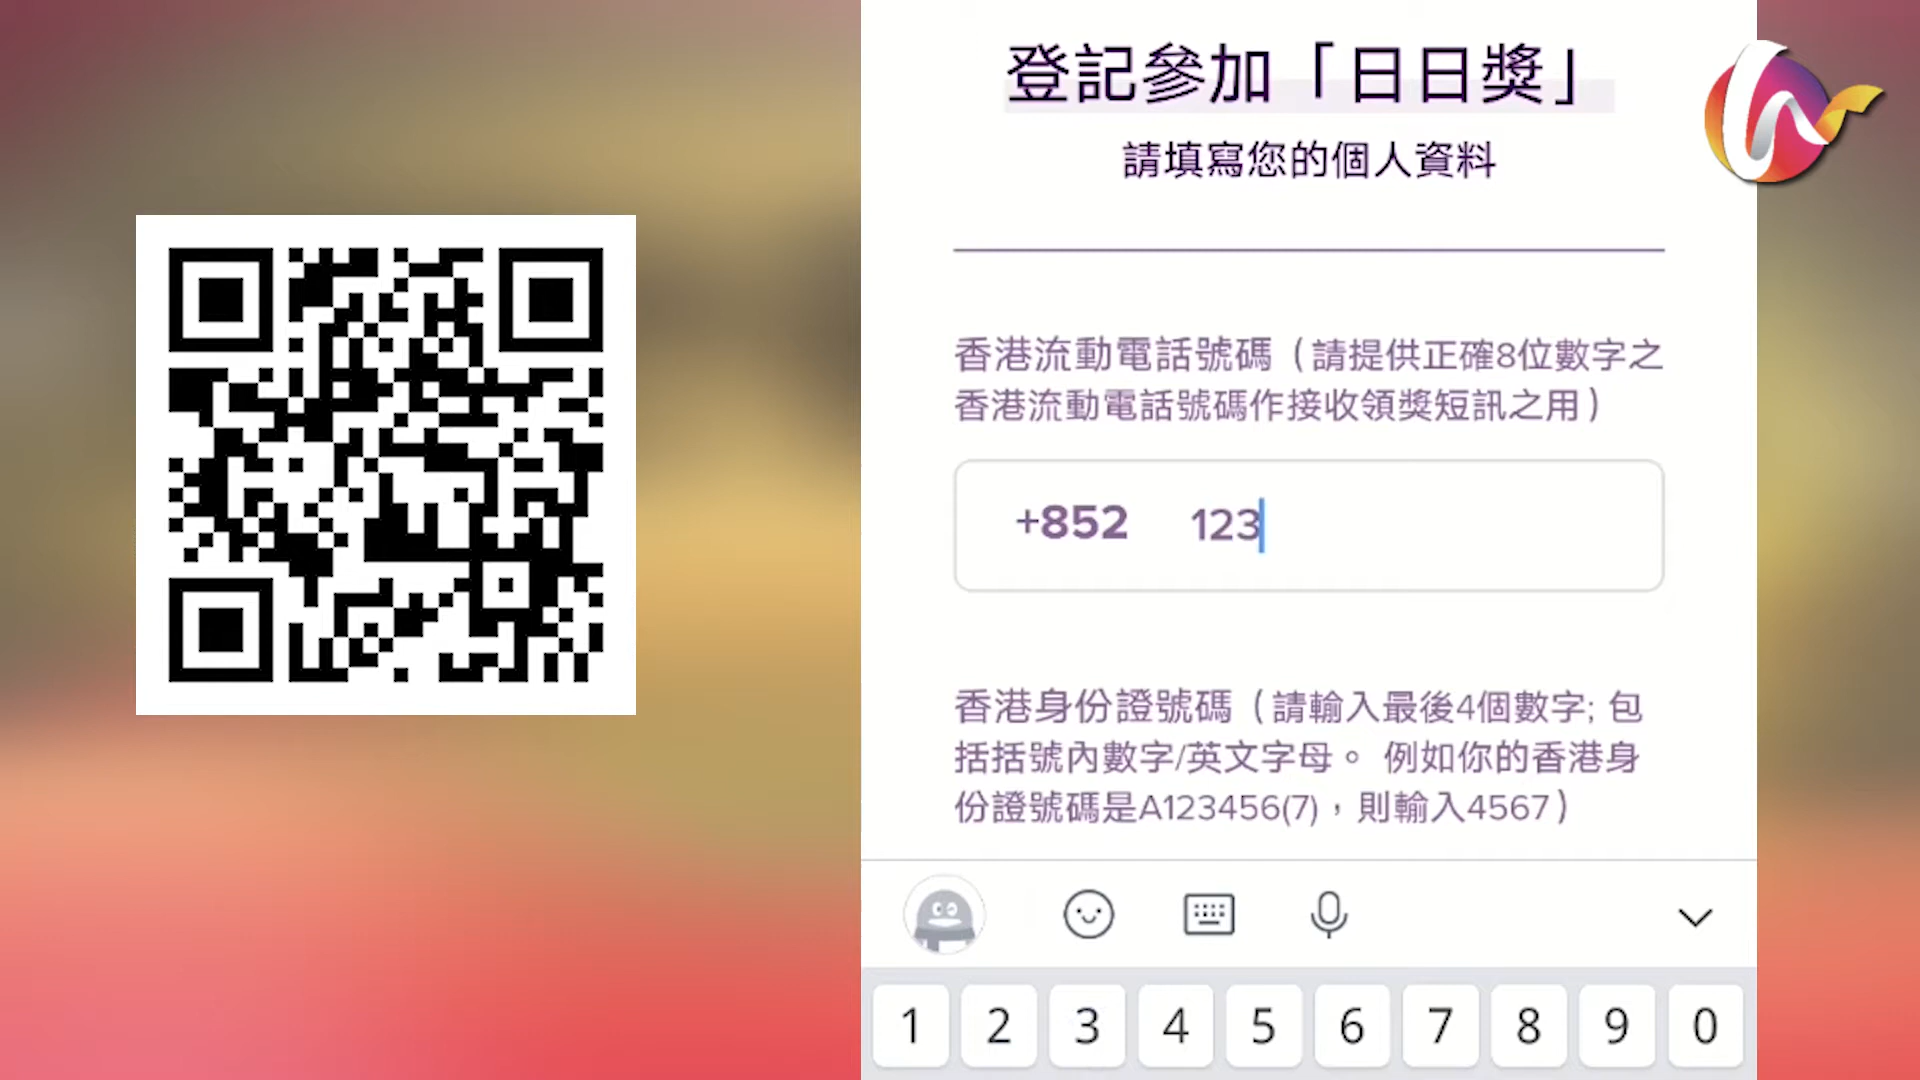 登記參加「日日獎」
請填寫您的個人資料
香港流動電話號碼（請提供正確8位數字之
香港流動電話號碼作接收領獎短訊之用）
+852 123
香港身份證號碼（請輸入最後4個數字; 包
括括號內數字/英文字母。 例如你的香港身
份證號碼是A123456(7)，則輸入4567）
1 2 3 4 5 6 7 8 9 0